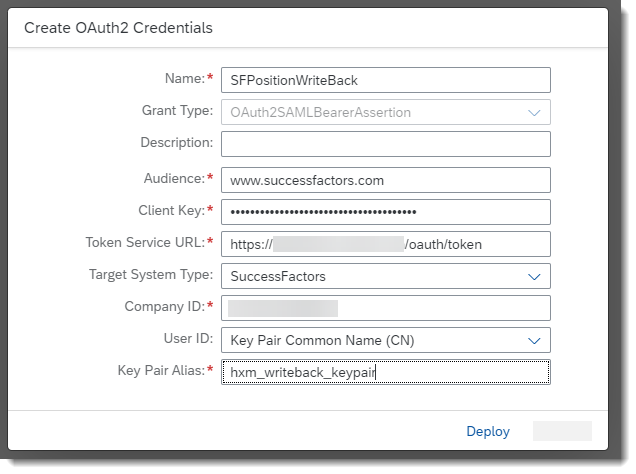 Create OAuth2 Credentials
Name:* SFPositionWriteBack
Grant Type: OAuth2SAMLBearerAssertion
Description:
Audience:* www.successfactors.com
Client Key:* •••••••••••••••••••••••••••••••••••••
Token Service URL:* https:// /oauth/token
Target System Type: SuccessFactors
Company ID:*
User ID: Key Pair Common Name (CN)
Key Pair Alias:* hxm_writeback_keypair
Deploy